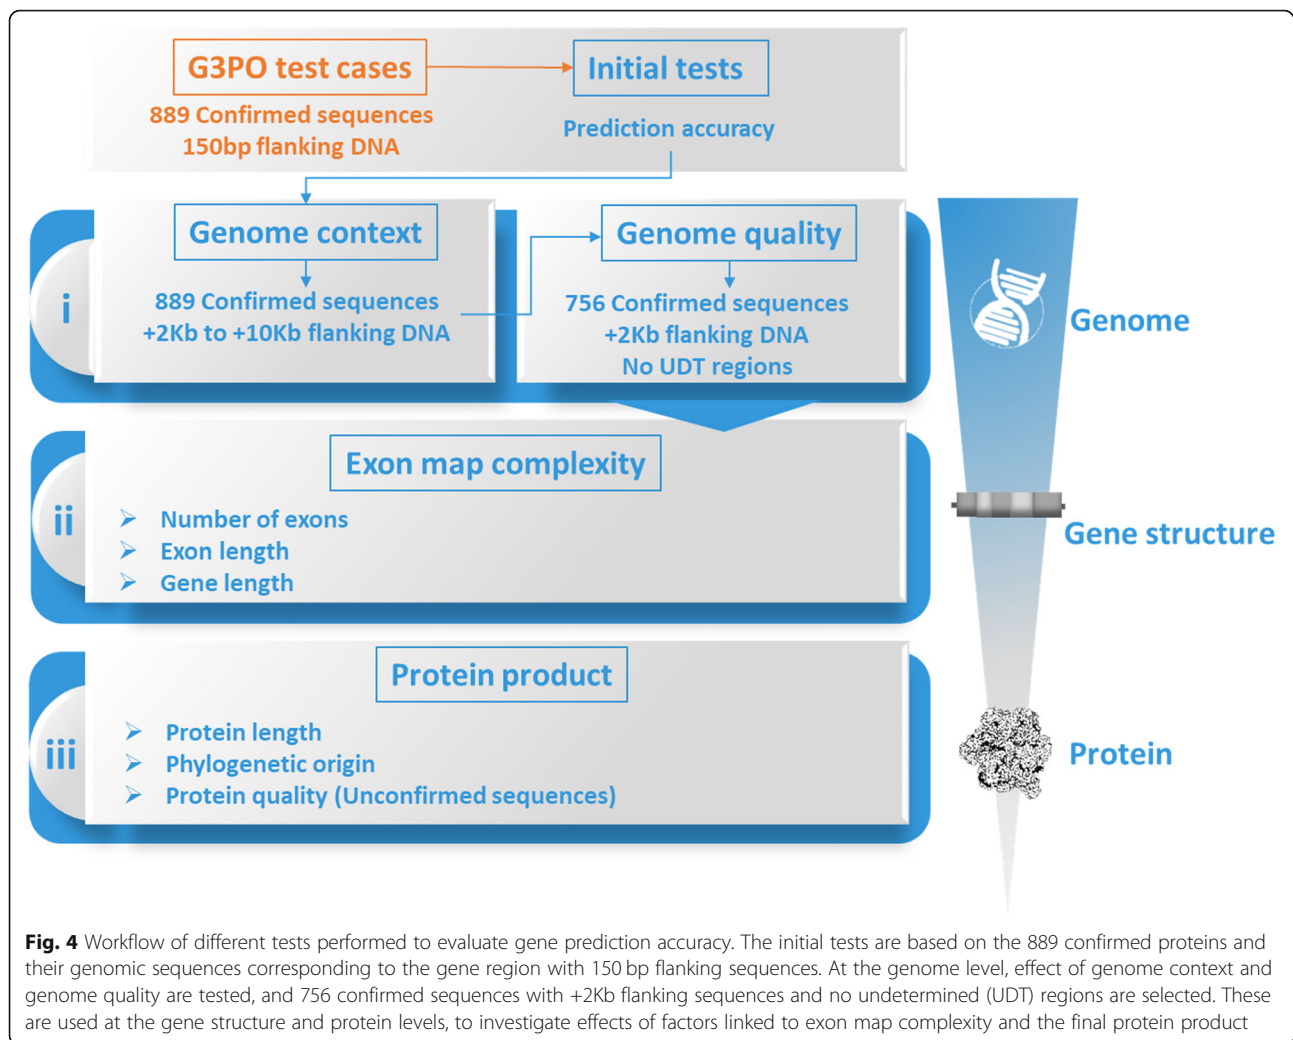 G3PO test cases
Initial tests
889 Confirmed sequences
150bp flanking DNA
Prediction accuracy
i
Genome context
889 Confirmed sequences
+2Kb to +10Kb flanking DNA
Genome quality
756 Confirmed sequences
+2Kb flanking DNA
No UDT regions
Genome
ii
Exon map complexity
➢ Number of exons
➢ Exon length
➢ Gene length
Gene structure
iii
Protein product
➢ Protein length
➢ Phylogenetic origin
➢ Protein quality (Unconfirmed sequences)
Protein
Fig. 4 Workflow of different tests performed to evaluate gene prediction accuracy. The initial tests are based on the 889 confirmed proteins and
their genomic sequences corresponding to the gene region with 150 bp flanking sequences. At the genome level, effect of genome context and
genome quality are tested, and 756 confirmed sequences with +2Kb flanking sequences and no undetermined (UDT) regions are selected. These
are used at the gene structure and protein levels, to investigate effects of factors linked to exon map complexity and the final protein product